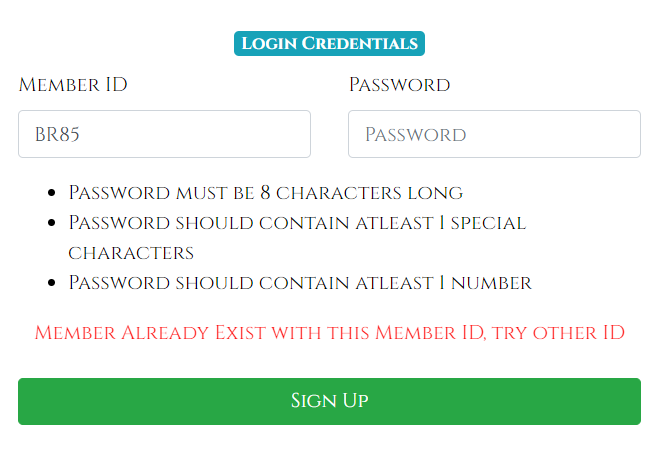 Login Credentials
Member ID
Password
BR85
Password
Password must be 8 characters long
Password should contain atleast 1 special
characters
Password should contain atleast 1 number
Member Already Exist with this Member ID, try other ID
Sign Up